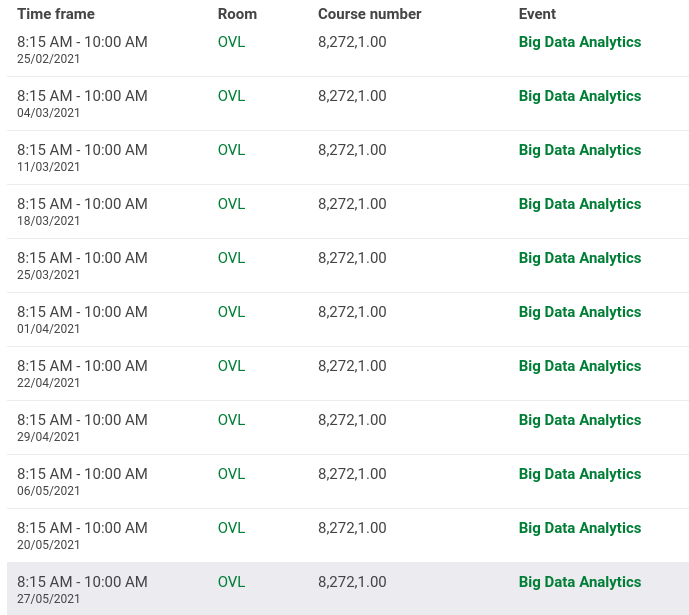 Time frame Room Course number Event
8:15 AM - 10:00 AM OVL 8,272,1.00 Big Data Analytics
25/02/2021
8:15 AM - 10:00 AM OVL 8,272,1.00 Big Data Analytics
04/03/2021
8:15 AM - 10:00 AM OVL 8,272,1.00 Big Data Analytics
11/03/2021
8:15 AM - 10:00 AM OVL 8,272,1.00 Big Data Analytics
18/03/2021
8:15 AM - 10:00 AM OVL 8,272,1.00 Big Data Analytics
25/03/2021
8:15 AM - 10:00 AM OVL 8,272,1.00 Big Data Analytics
01/04/2021
8:15 AM - 10:00 AM OVL 8,272,1.00 Big Data Analytics
22/04/2021
8:15 AM - 10:00 AM OVL 8,272,1.00 Big Data Analytics
29/04/2021
8:15 AM - 10:00 AM OVL 8,272,1.00 Big Data Analytics
06/05/2021
8:15 AM - 10:00 AM OVL 8,272,1.00 Big Data Analytics
20/05/2021
8:15 AM - 10:00 AM OVL 8,272,1.00 Big Data Analytics
27/05/2021